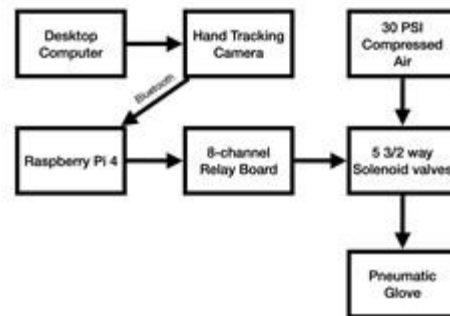 Desktop
Computer
Hand Tracking
Camera
30 PSI
Compressed
Air
Bluetooth
Raspberry Pi 4
8-channel
Relay Board
5 3/2 way
Solenoid valves
Pneumatic
Glove